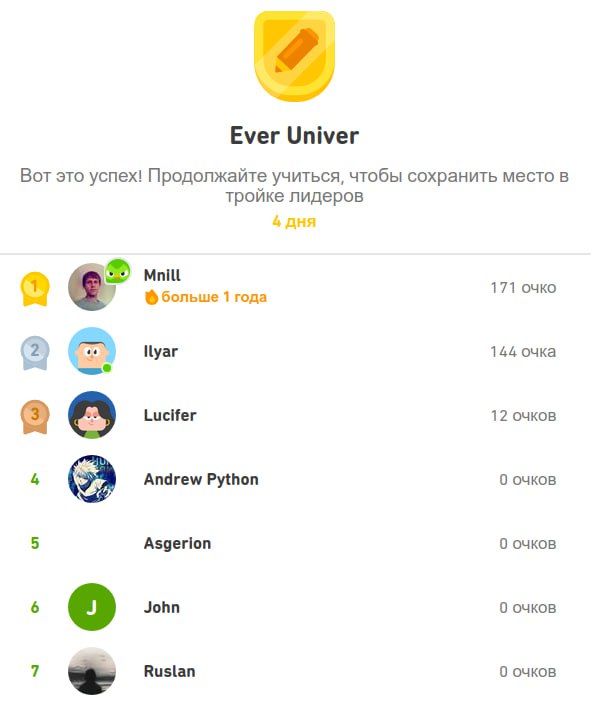 Ever Univer
Вот это успех! Продолжайте учиться, чтобы сохранить место в
тройке лидеров
4 дня
1 Mnill 171 очко
больше 1 года
2 Ilyar 144 очка
3 Lucifer 12 очков
4 Andrew Python 0 очков
5 Asgerion 0 очков
6 J John 0 очков
7 Ruslan 0 очков